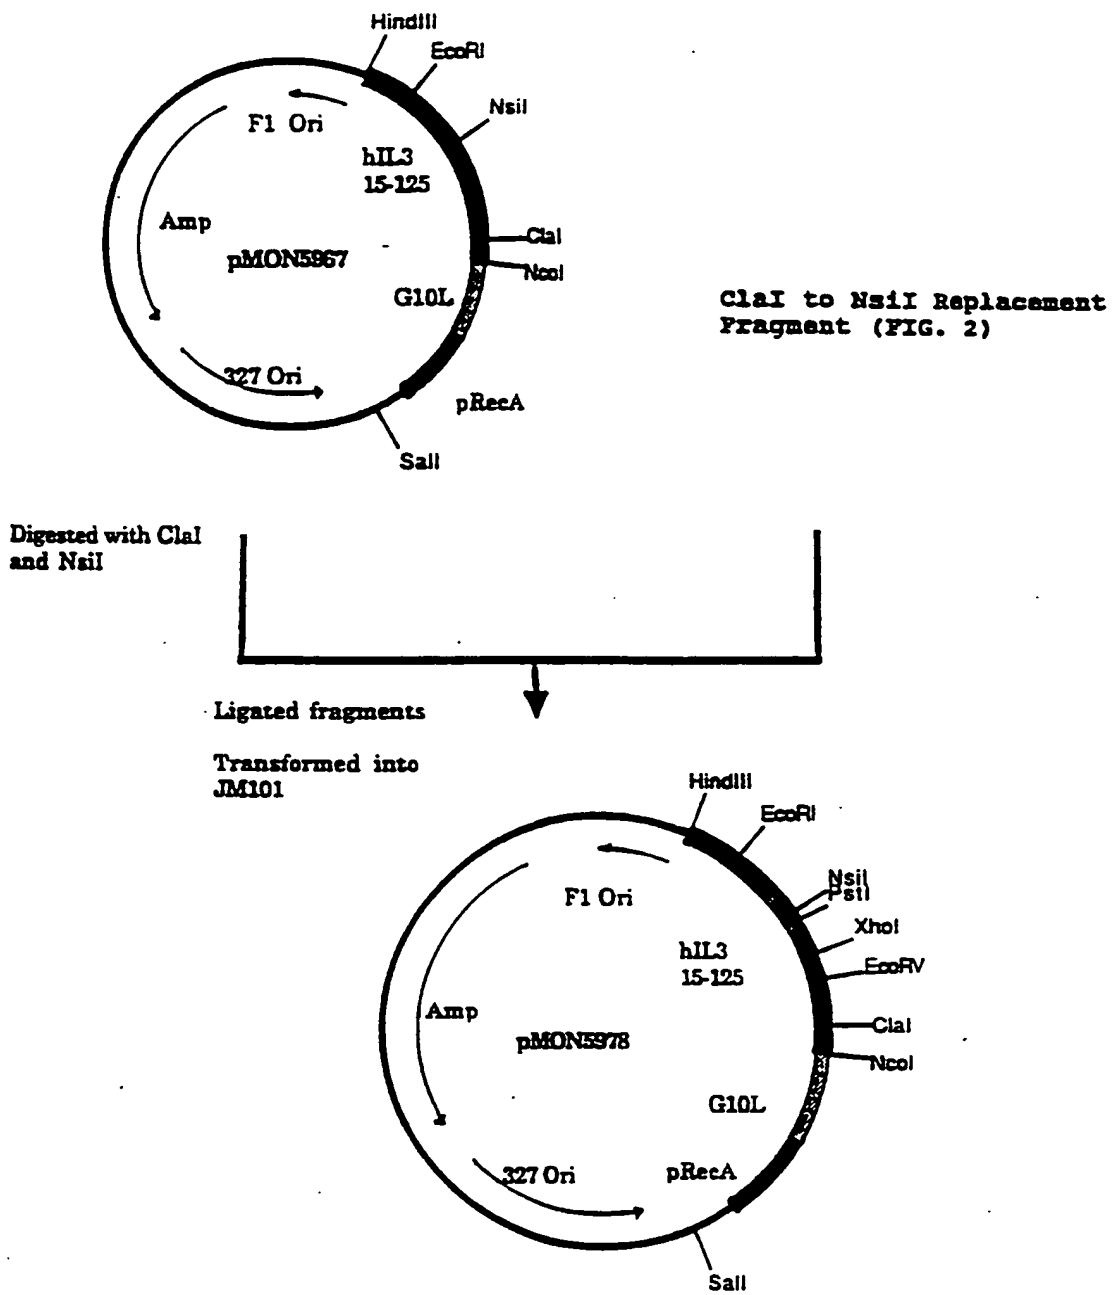 HindIII
EcoRI
NsiI
F1 Ori
hIL3
15-125
Amp
ClaI
pMON5967
NcoI
G10L
ClaI to NsiI Replacement
Fragment (FIG. 2)
327 Ori
pRecA
SalI
Digested with ClaI
and NsiI
Ligated fragments
Transformed into
JM101
HindIII
EcoRI
NsiI
PstI
F1 Ori
XhoI
hIL3
15-125
EcoRV
Amp
ClaI
pMON5978
NcoI
G10L
327 Ori
pRecA
SalI